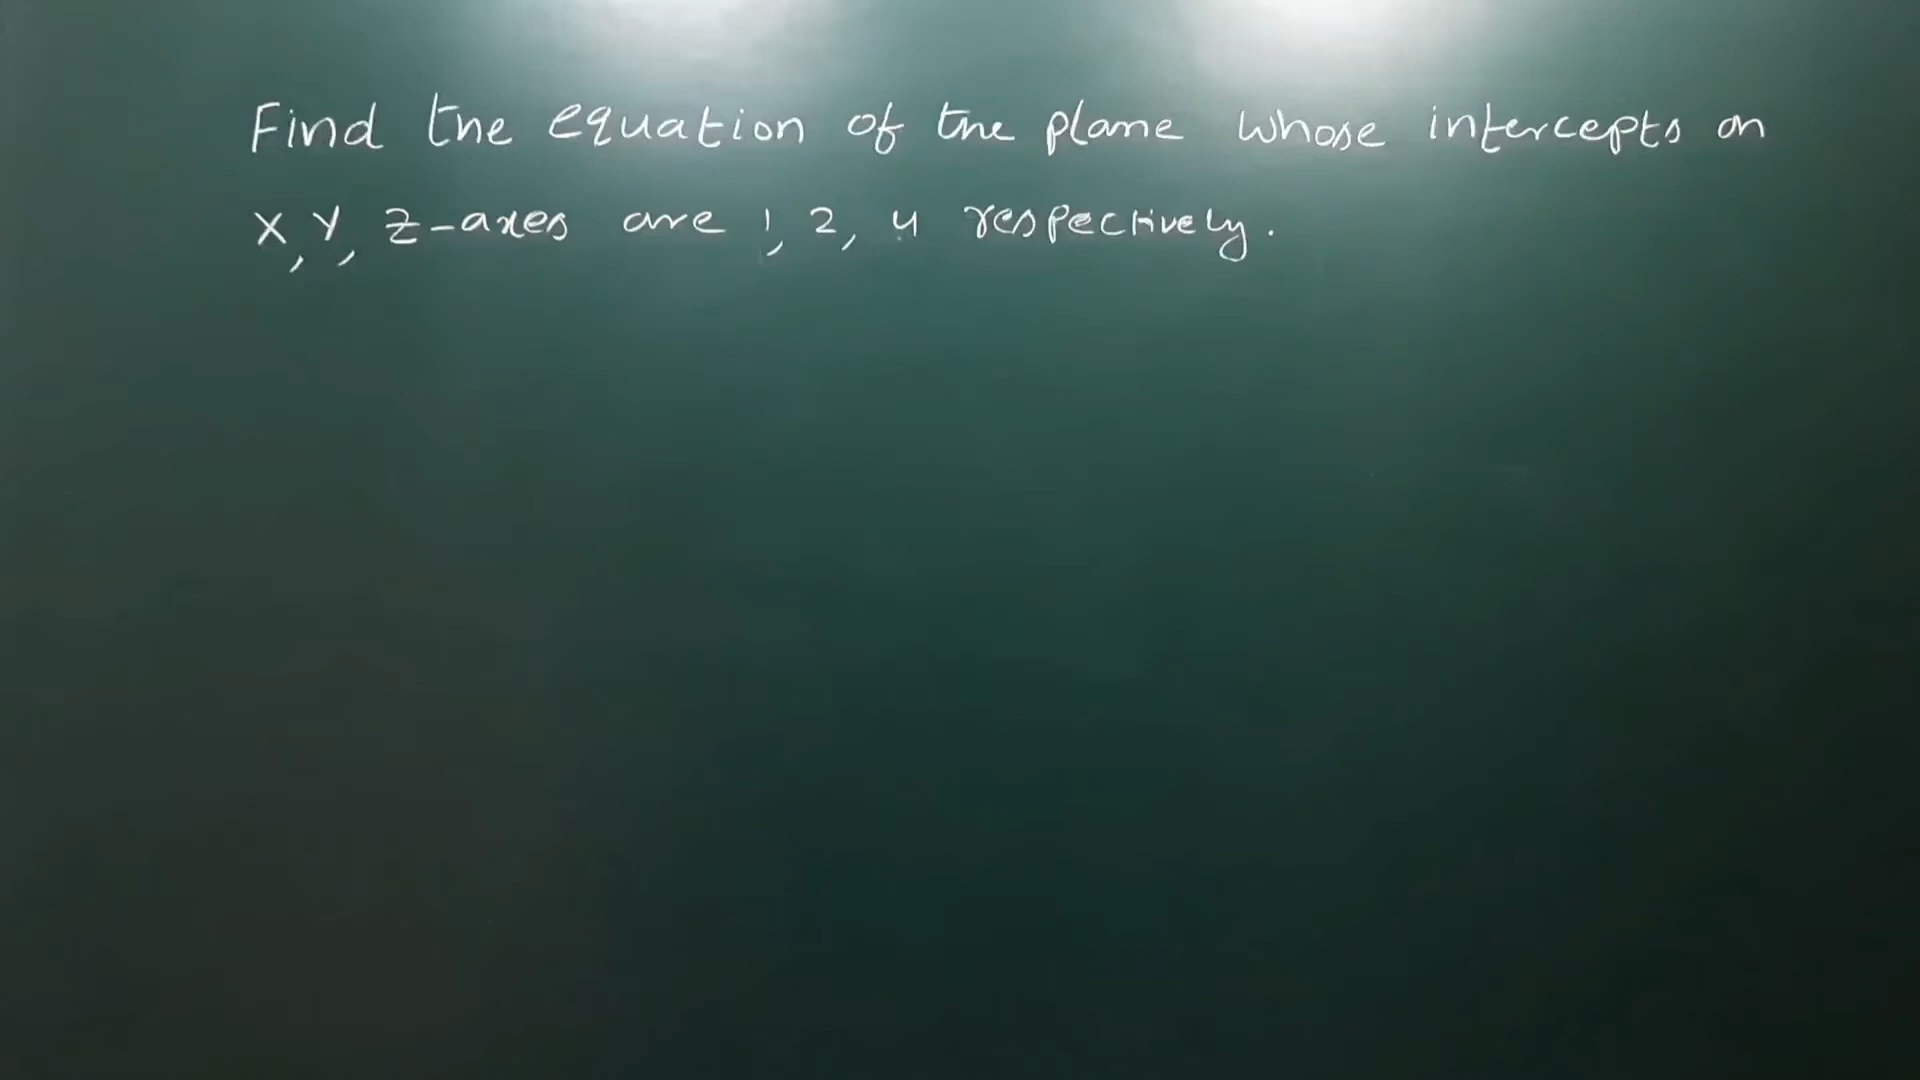 Find the equation of the plane whose intercepts on
X, Y, Z-axes are 1, 2, 4 respectively.